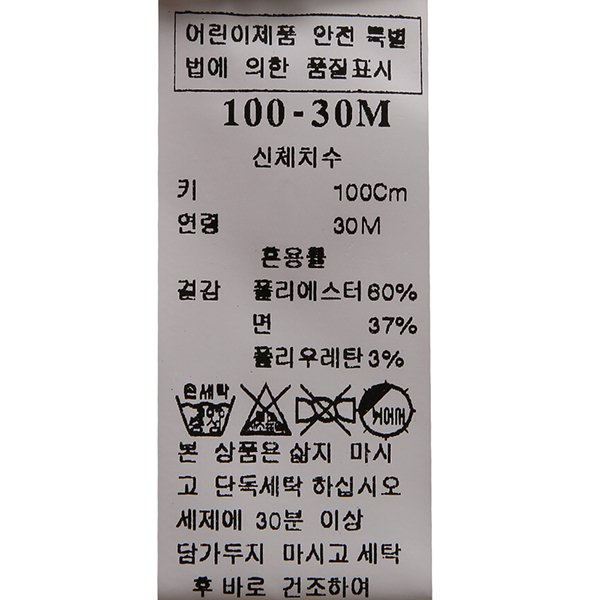 어린이제품 안전 특별
법에 의한 품질표시
100-30M
신체치수
키 100Cm
연령 30M
혼용률
겉감 폴리에스터 60%
면 37%
폴리우레탄 3%
손세탁
중성
본 상품은 삶지 마시
고 단독세탁 하십시오
세제에 30분 이상
담가두지 마시고 세탁
후 바로 건조하여